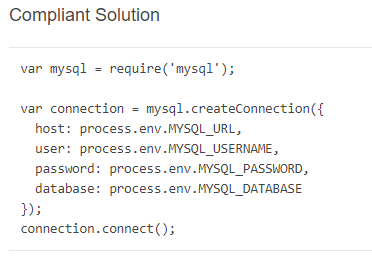 Compliant Solution
var mysql = require('mysql');
var connection = mysql.createConnection({
  host: process.env.MYSQL_URL,
  user: process.env.MYSQL_USERNAME,
  password: process.env.MYSQL_PASSWORD,
  database: process.env.MYSQL_DATABASE
});
connection.connect();